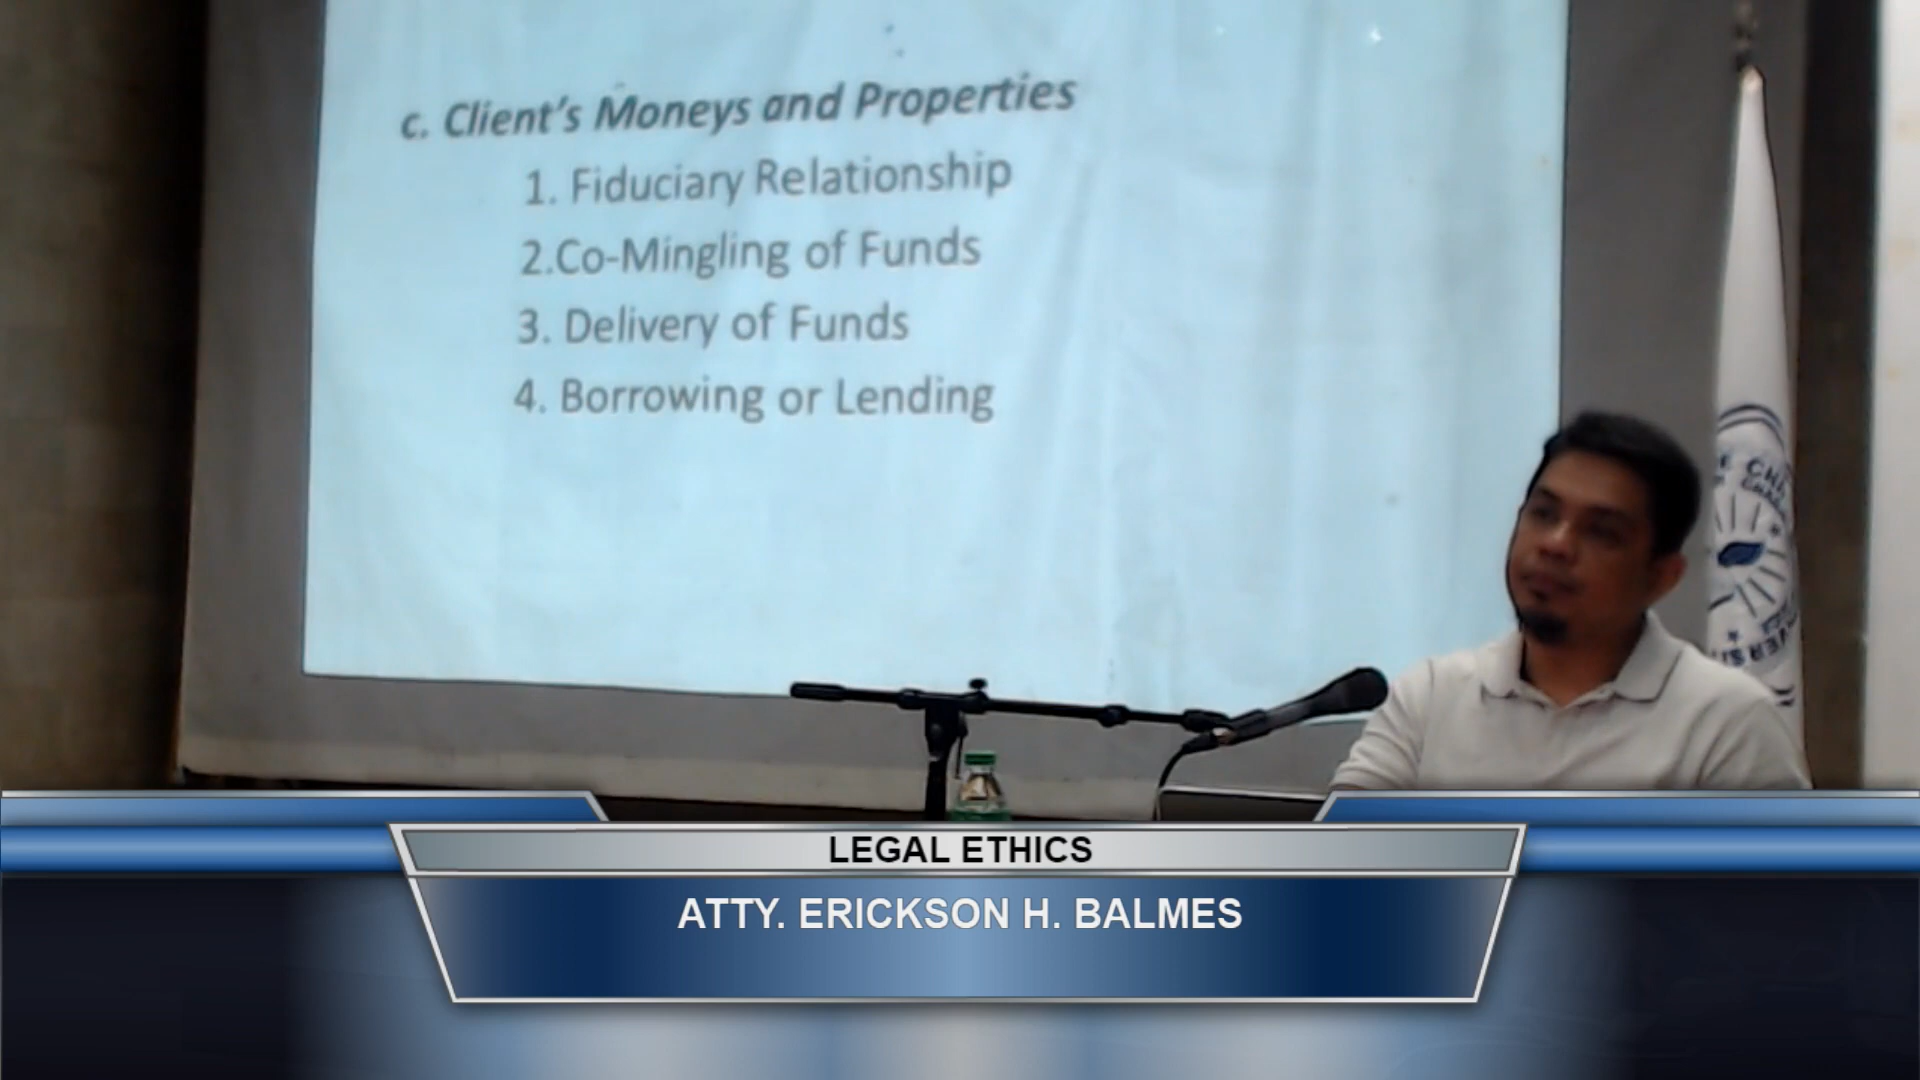 c. Client's Moneys and Properties
1. Fiduciary Relationship
2.Co-Mingling of Funds
3. Delivery of Funds
4. Borrowing or Lending
LEGAL ETHICS
ATTY. ERICKSON H. BALMES